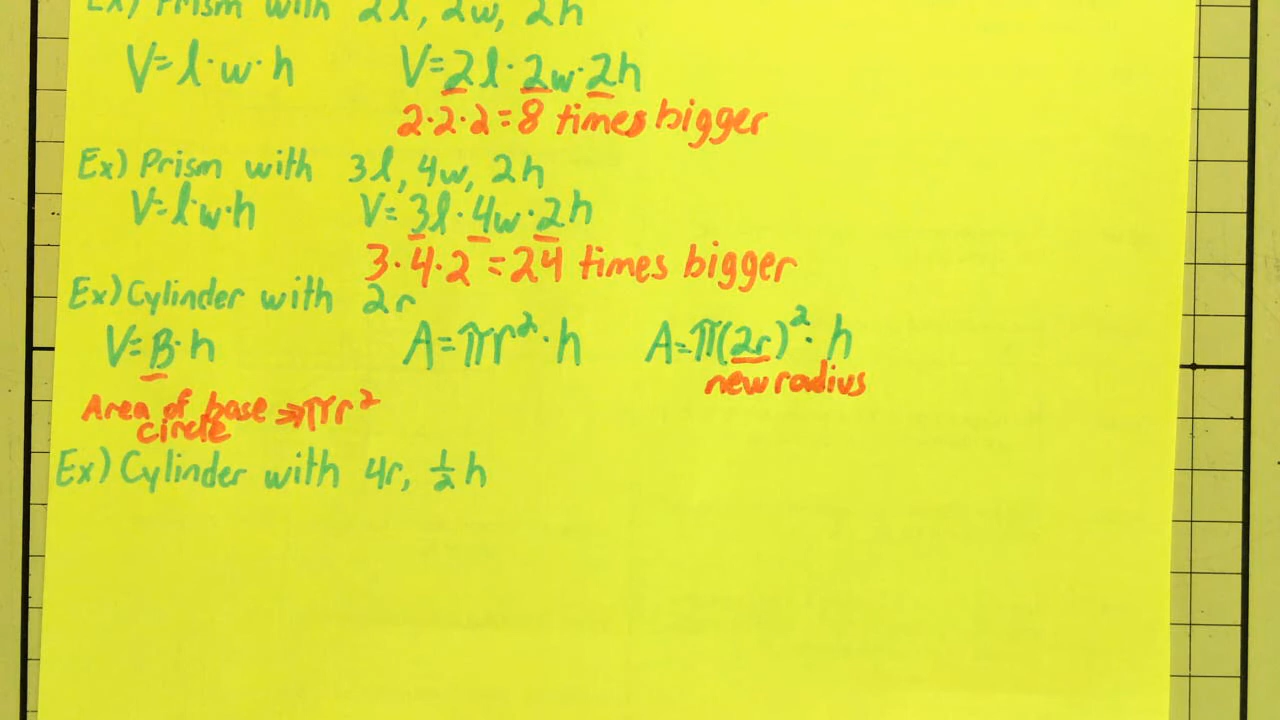 Ex) Prism with 2l, 2w, 2h
V=l·w·h V=2l·2w·2h
2·2·2=8 times bigger
Ex) Prism with 3l, 4w, 2h
V=l·w·h V=3l·4w·2h
3·4·2=24 times bigger
Ex) Cylinder with 2r
V=B·h A=πr²·h A=π(2r)²·h
new radius
Area of base ⇒πr²
circle
Ex) Cylinder with 4r, ½h